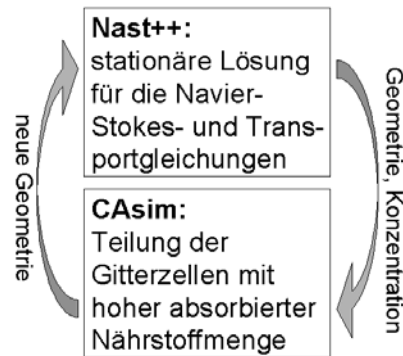 Nast++:
stationäre Lösung
für die Navier-
Stokes- und Trans-
portgleichungen
Geometrie, Konzentration
CAsim:
Teilung der
Gitterzellen mit
hoher absorbierter
Nährstoffmenge
neue Geometrie